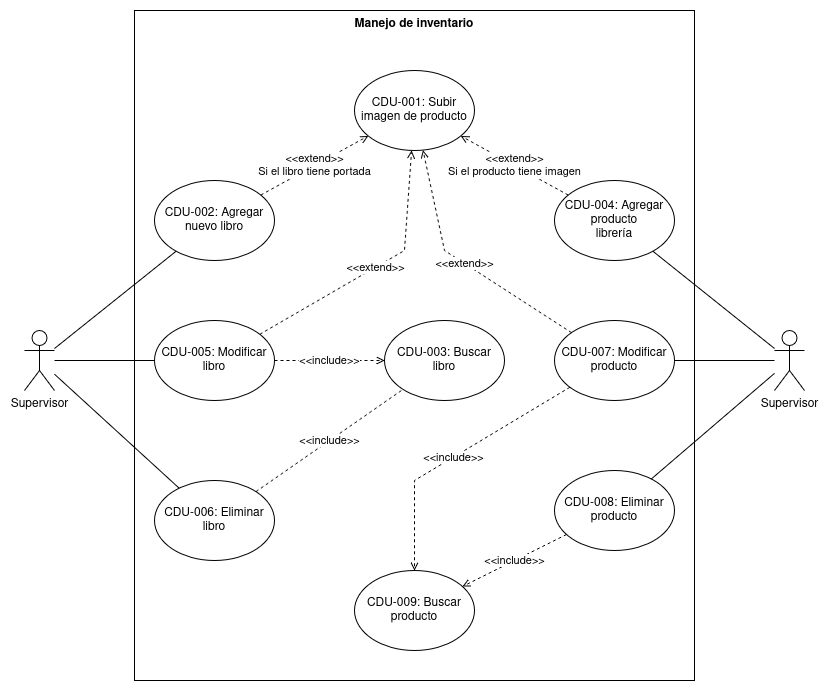 Manejo de inventario
CDU-001: Subir
imagen de producto
<<extend>>
Si el libro tiene portada
<<extend>>
Si el producto tiene imagen
CDU-002: Agregar
nuevo libro
CDU-004: Agregar
producto
librería
<<extend>>
<<extend>>
CDU-005: Modificar
libro
<<include>>
CDU-003: Buscar
libro
CDU-007: Modificar
producto
Supervisor
Supervisor
<<include>>
<<include>>
CDU-006: Eliminar
libro
CDU-008: Eliminar
producto
<<include>>
CDU-009: Buscar
producto